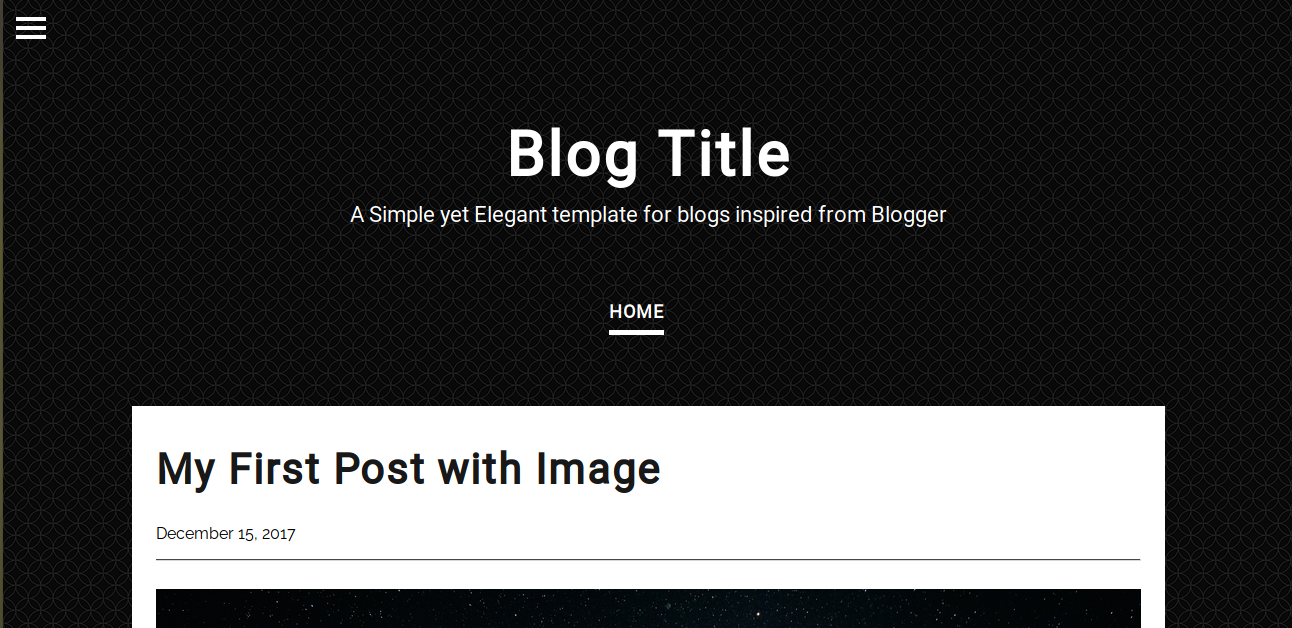 Blog Title
A Simple yet Elegant template for blogs inspired from Blogger
HOME
My First Post with Image
December 15, 2017